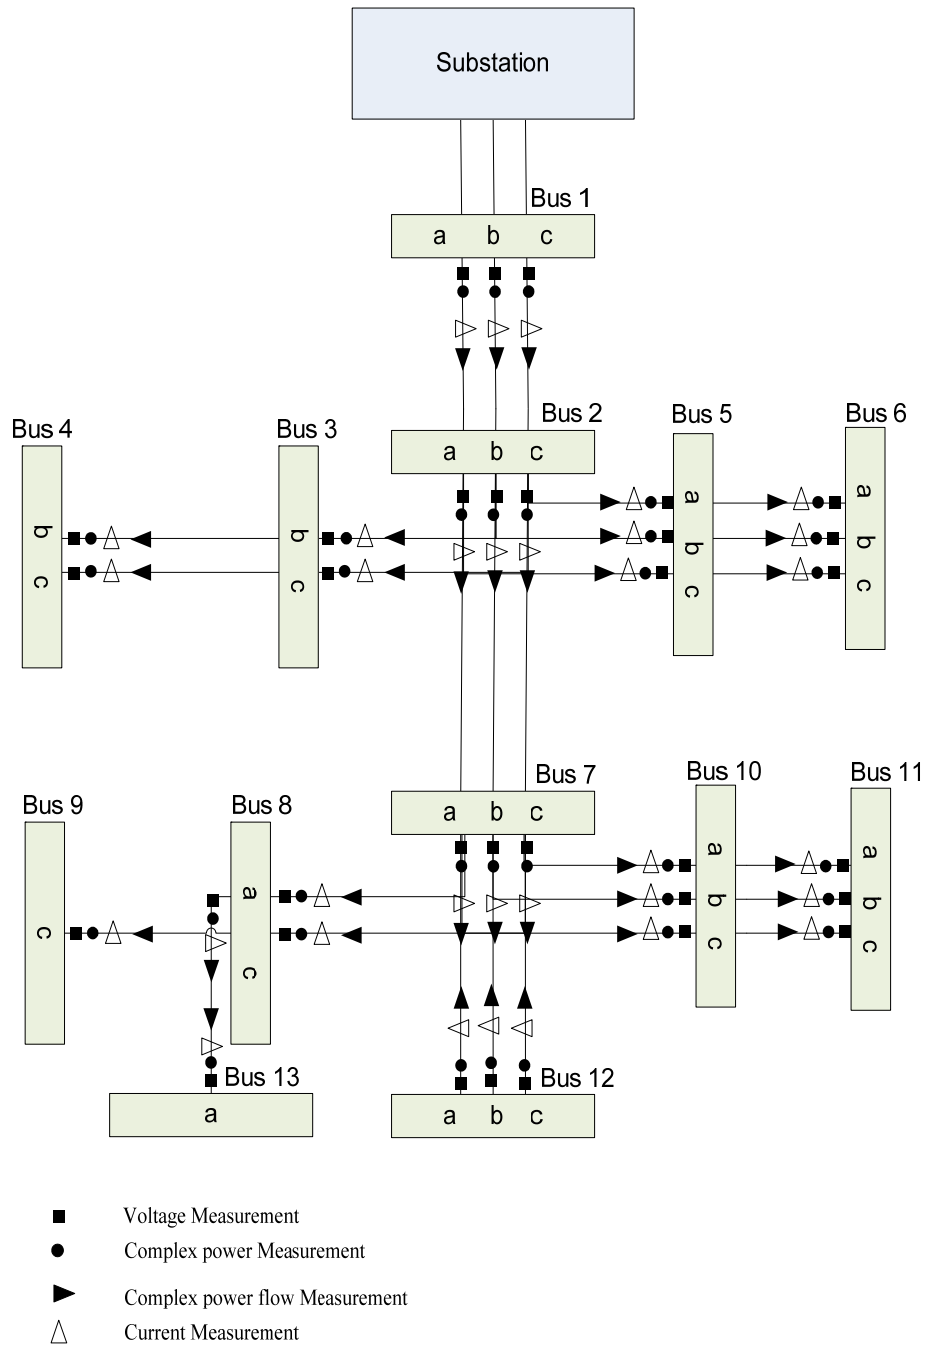 Substation
Bus 1
a b c
Bus 2
a b c
Bus 4
b
c
Bus 3
b
c
Bus 5
a
b
c
Bus 6
a
b
c
Bus 7
a b c
Bus 9
c
Bus 8
a
c
Bus 10
a
b
c
Bus 11
a
b
c
Bus 13
a
Bus 12
a b c
Voltage Measurement
Complex power Measurement
Complex power flow Measurement
Current Measurement